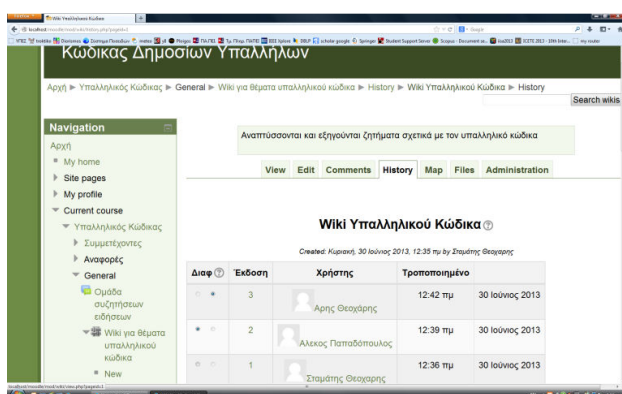 Wiki Υπαλληλικού Κώδικα
Κώδικας Δημοσίων Υπαλλήλων
Αρχή ► Υπαλληλικός Κώδικας ► General ► Wiki για θέματα υπαλληλικού κώδικα ► History ► Wiki Υπαλληλικού Κώδικα ► History
Search wikis
Navigation
Αρχή
My home
Site pages
My profile
Current course
Υπαλληλικός Κώδικας
Συμμετέχοντες
Αναφορές
General
Ομάδα
συζητήσεων
ειδήσεων
Wiki για θέματα
υπαλληλικού
κώδικα
New
Αναπτύσσονται και εξηγούνται ζητήματα σχετικά με τον υπαλληλικό κώδικα
View Edit Comments History Map Files Administration
Wiki Υπαλληλικού Κώδικα
Created: Κυριακή, 30 Ιούνιος 2013, 12:35 πμ by Σταμάτης Θεοχαρης
Διαφ Έκδοση Χρήστης Τροποποιημένο
3 Αρης Θεοχάρης 12:42 πμ 30 Ιούνιος 2013
2 Αλεκος Παπαδόπουλος 12:39 πμ 30 Ιούνιος 2013
1 Σταμάτης Θεοχαρης 12:36 πμ 30 Ιούνιος 2013